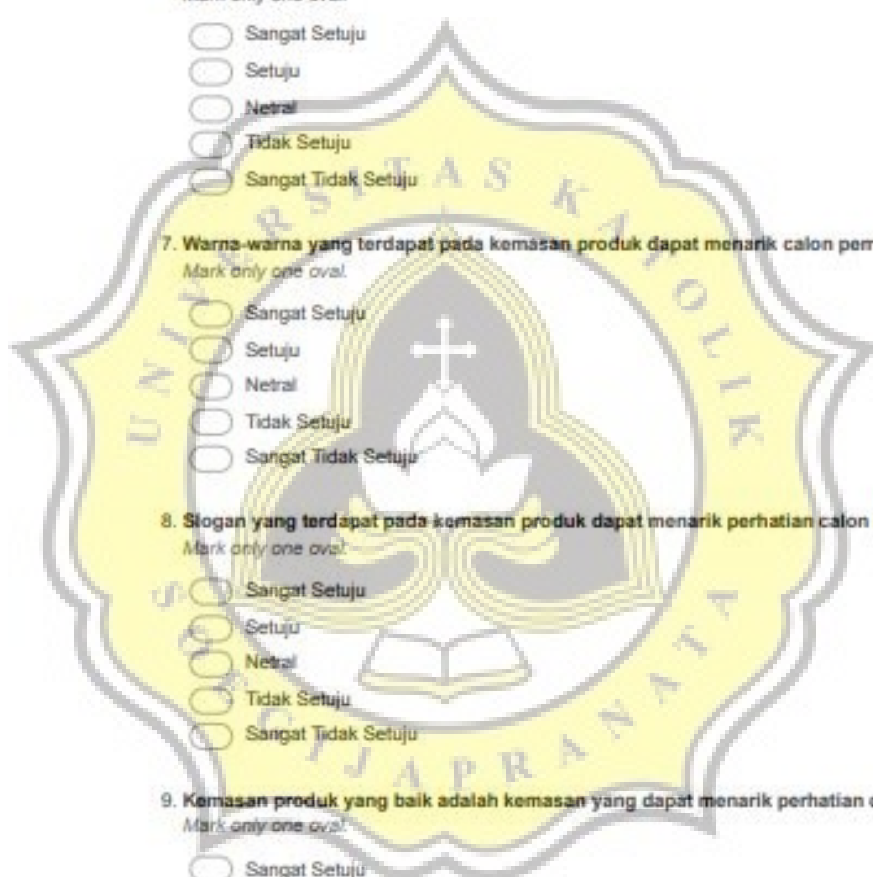 Mark only one oval.
Sangat Setuju
Setuju
Netral
Tidak Setuju
Sangat Tidak Setuju
7. Warna-warna yang terdapat pada kemasan produk dapat menarik calon pem
Mark only one oval.
Sangat Setuju
Setuju
Netral
Tidak Setuju
Sangat Tidak Setuju
8. Slogan yang terdapat pada kemasan produk dapat menarik perhatian calon
Mark only one oval.
Sangat Setuju
Setuju
Netral
Tidak Setuju
Sangat Tidak Setuju
9. Kemasan produk yang baik adalah kemasan yang dapat menarik perhatian
Mark only one oval.
Sangat Setuju
UNIVERSITAS KATOLIK
SOEGIJAPRANATA